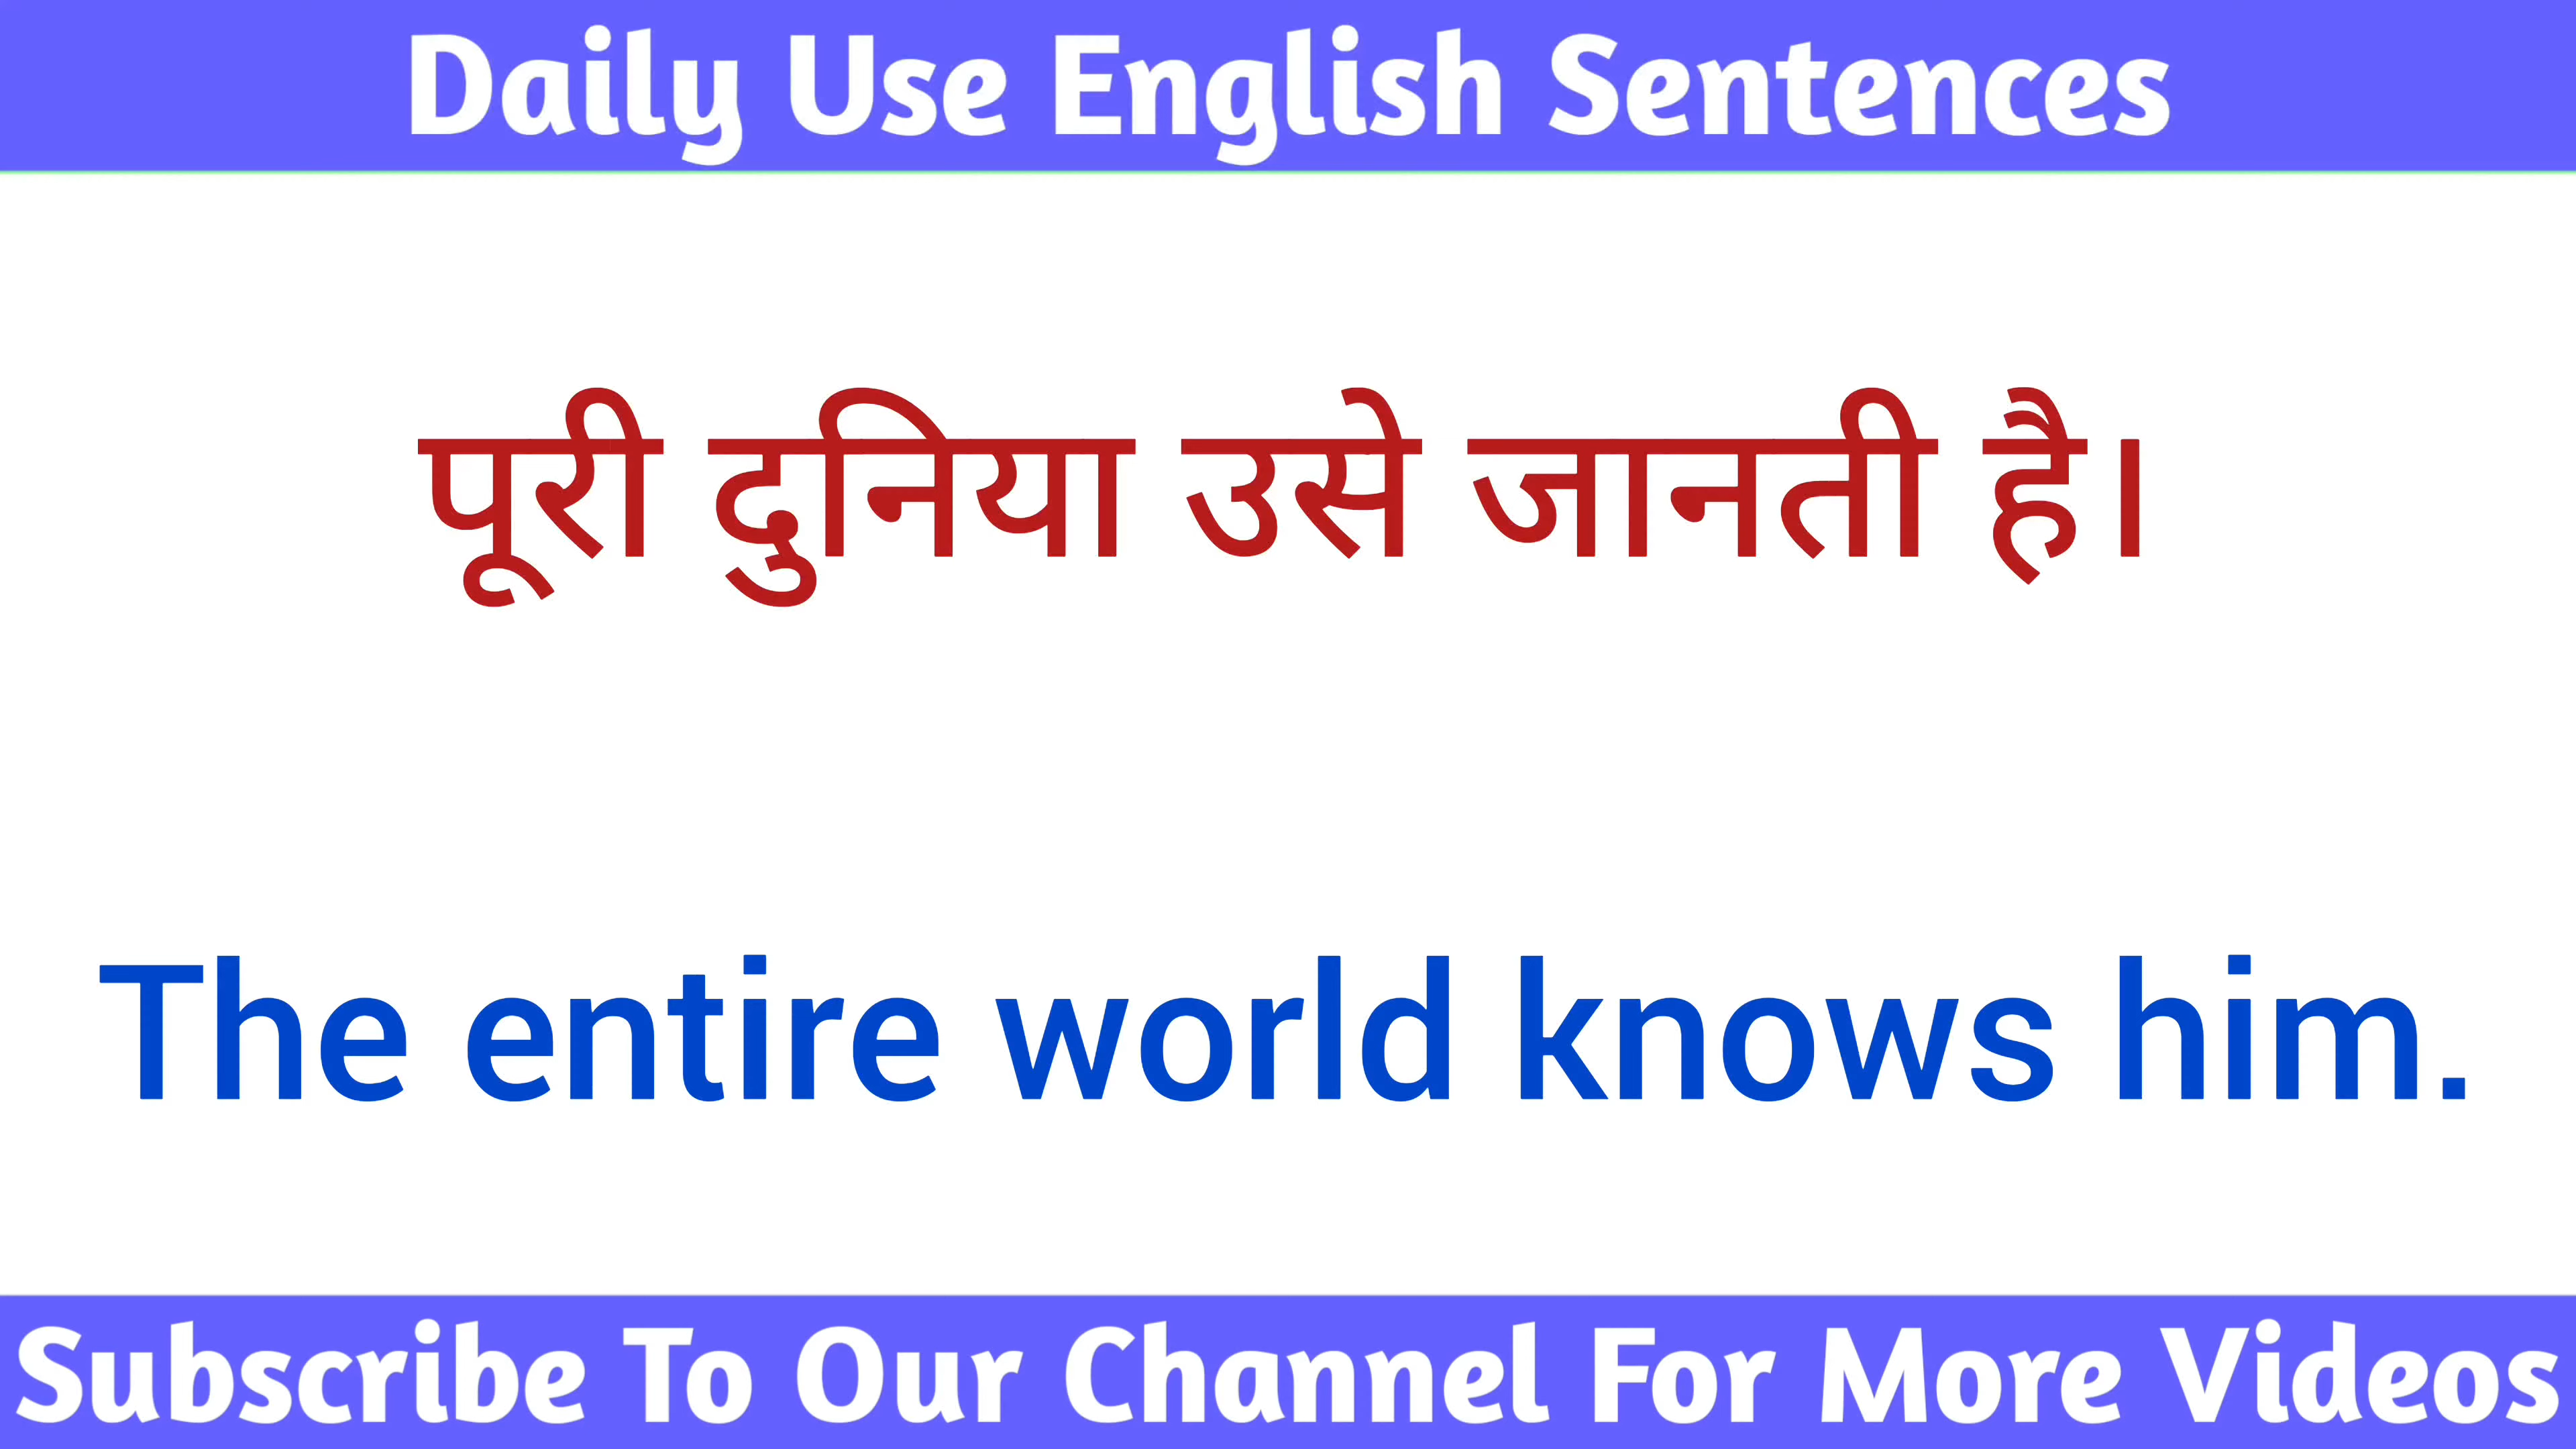 Daily Use English Sentences
पूरी दुनिया उसे जानती है।
The entire world knows him.
Subscribe To Our Channel For More Videos